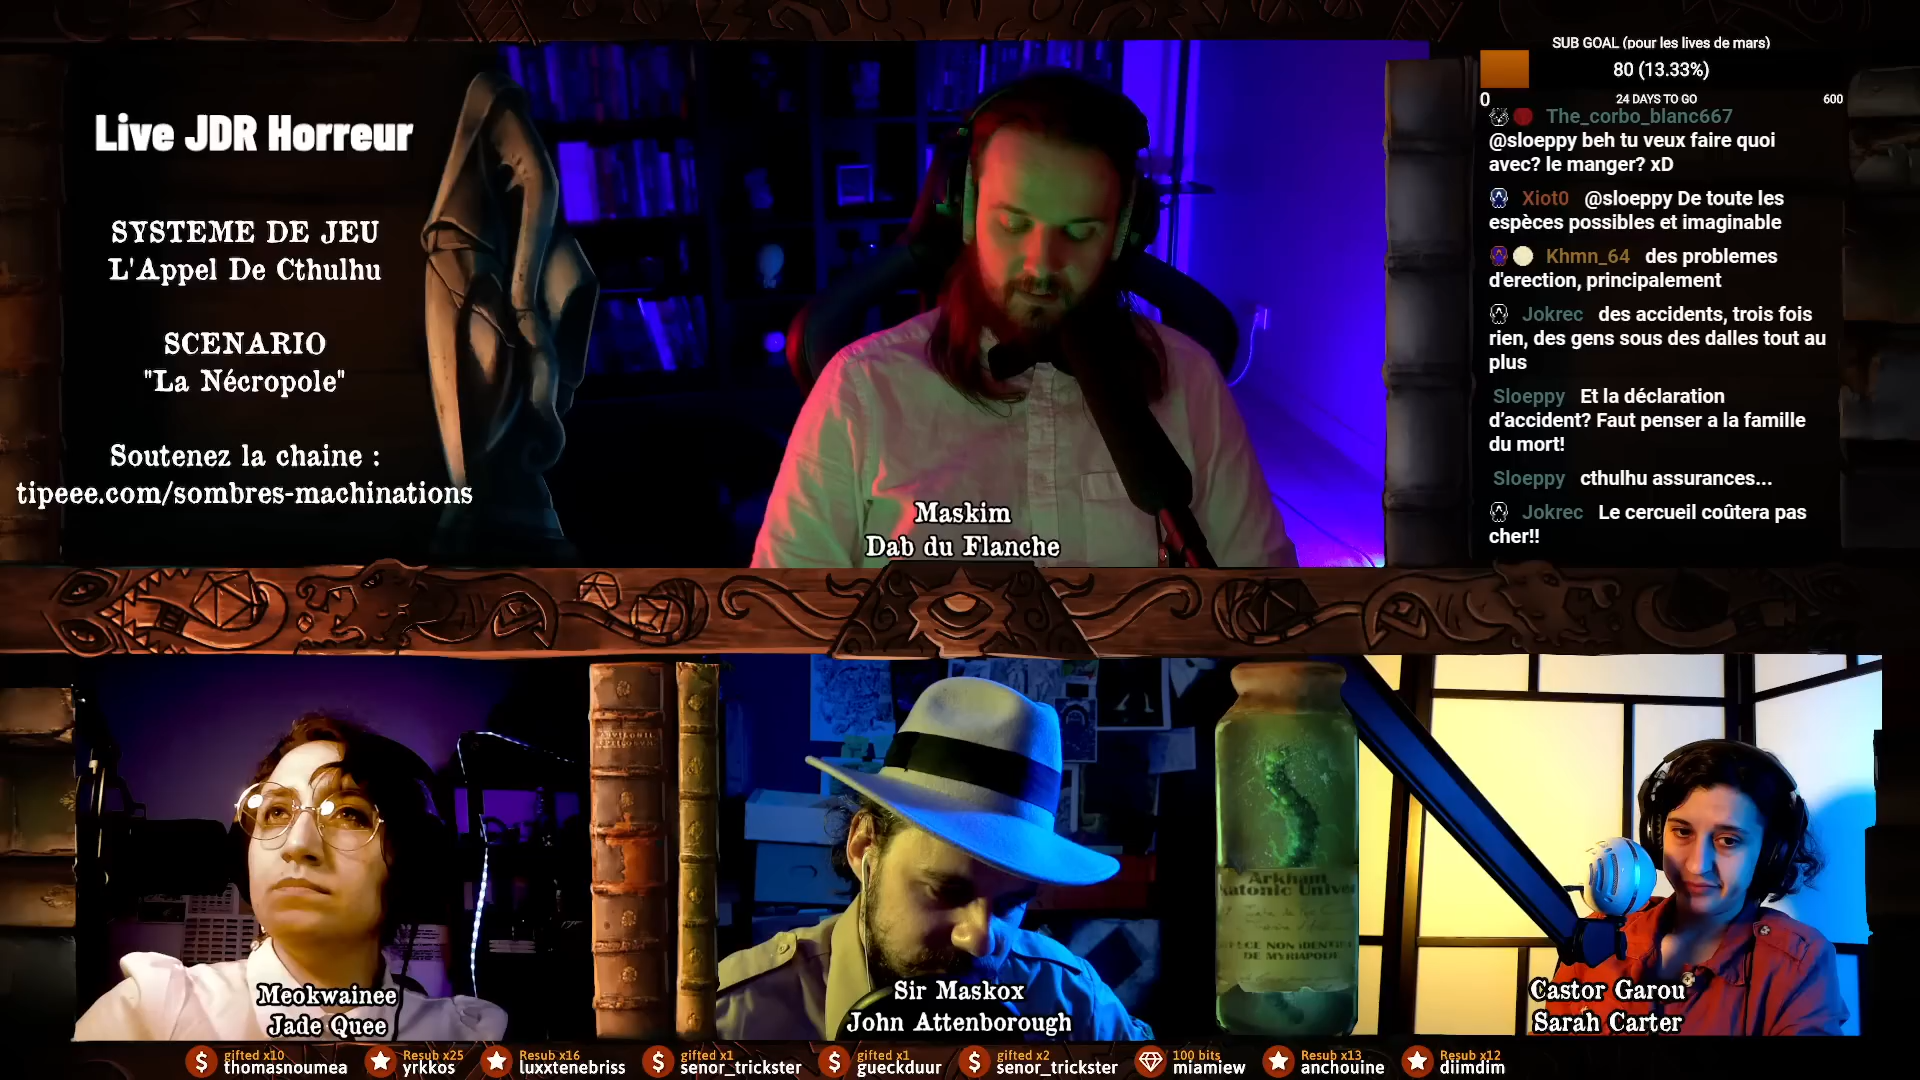 Live JDR Horreur
SYSTEME DE JEU
L'Appel De Cthulhu
SCENARIO
"La Nécropole"
Soutenez la chaine :
tipeee.com/sombres-machinations
Maskim
Dab du Flanche
SUB GOAL (pour les lives de mars)
80 (13.33%)
0
24 DAYS TO GO
600
The_corbo_blanc667
@sloeppy beh tu veux faire quoi
avec? le manger? xD
Xiot0 @sloeppy De toute les
espèces possibles et imaginable
Khmn_64 des problemes
d'erection, principalement
Jokrec des accidents, trois fois
rien, des gens sous des dalles tout au
plus
Sloeppy Et la déclaration
d'accident? Faut penser a la famille
du mort!
Sloeppy cthulhu assurances...
Jokrec Le cercueil coûtera pas
cher!!
Meokwainee
Jade Quee
Sir Maskox
John Attenborough
Arkham
katonic Univer
NON IDENTI
DE MYRIAPODE
Castor Garou
Sarah Carter
gifted x10
thomasnoumea
Resub x25
yrkkos
Resub x16
luxxtenebriss
gifted x1
senor_trickster
gifted x1
gueckduur
gifted x2
senor_trickster
100 bits
miamiew
Resub x13
anchouine
Resub x12
diimdim